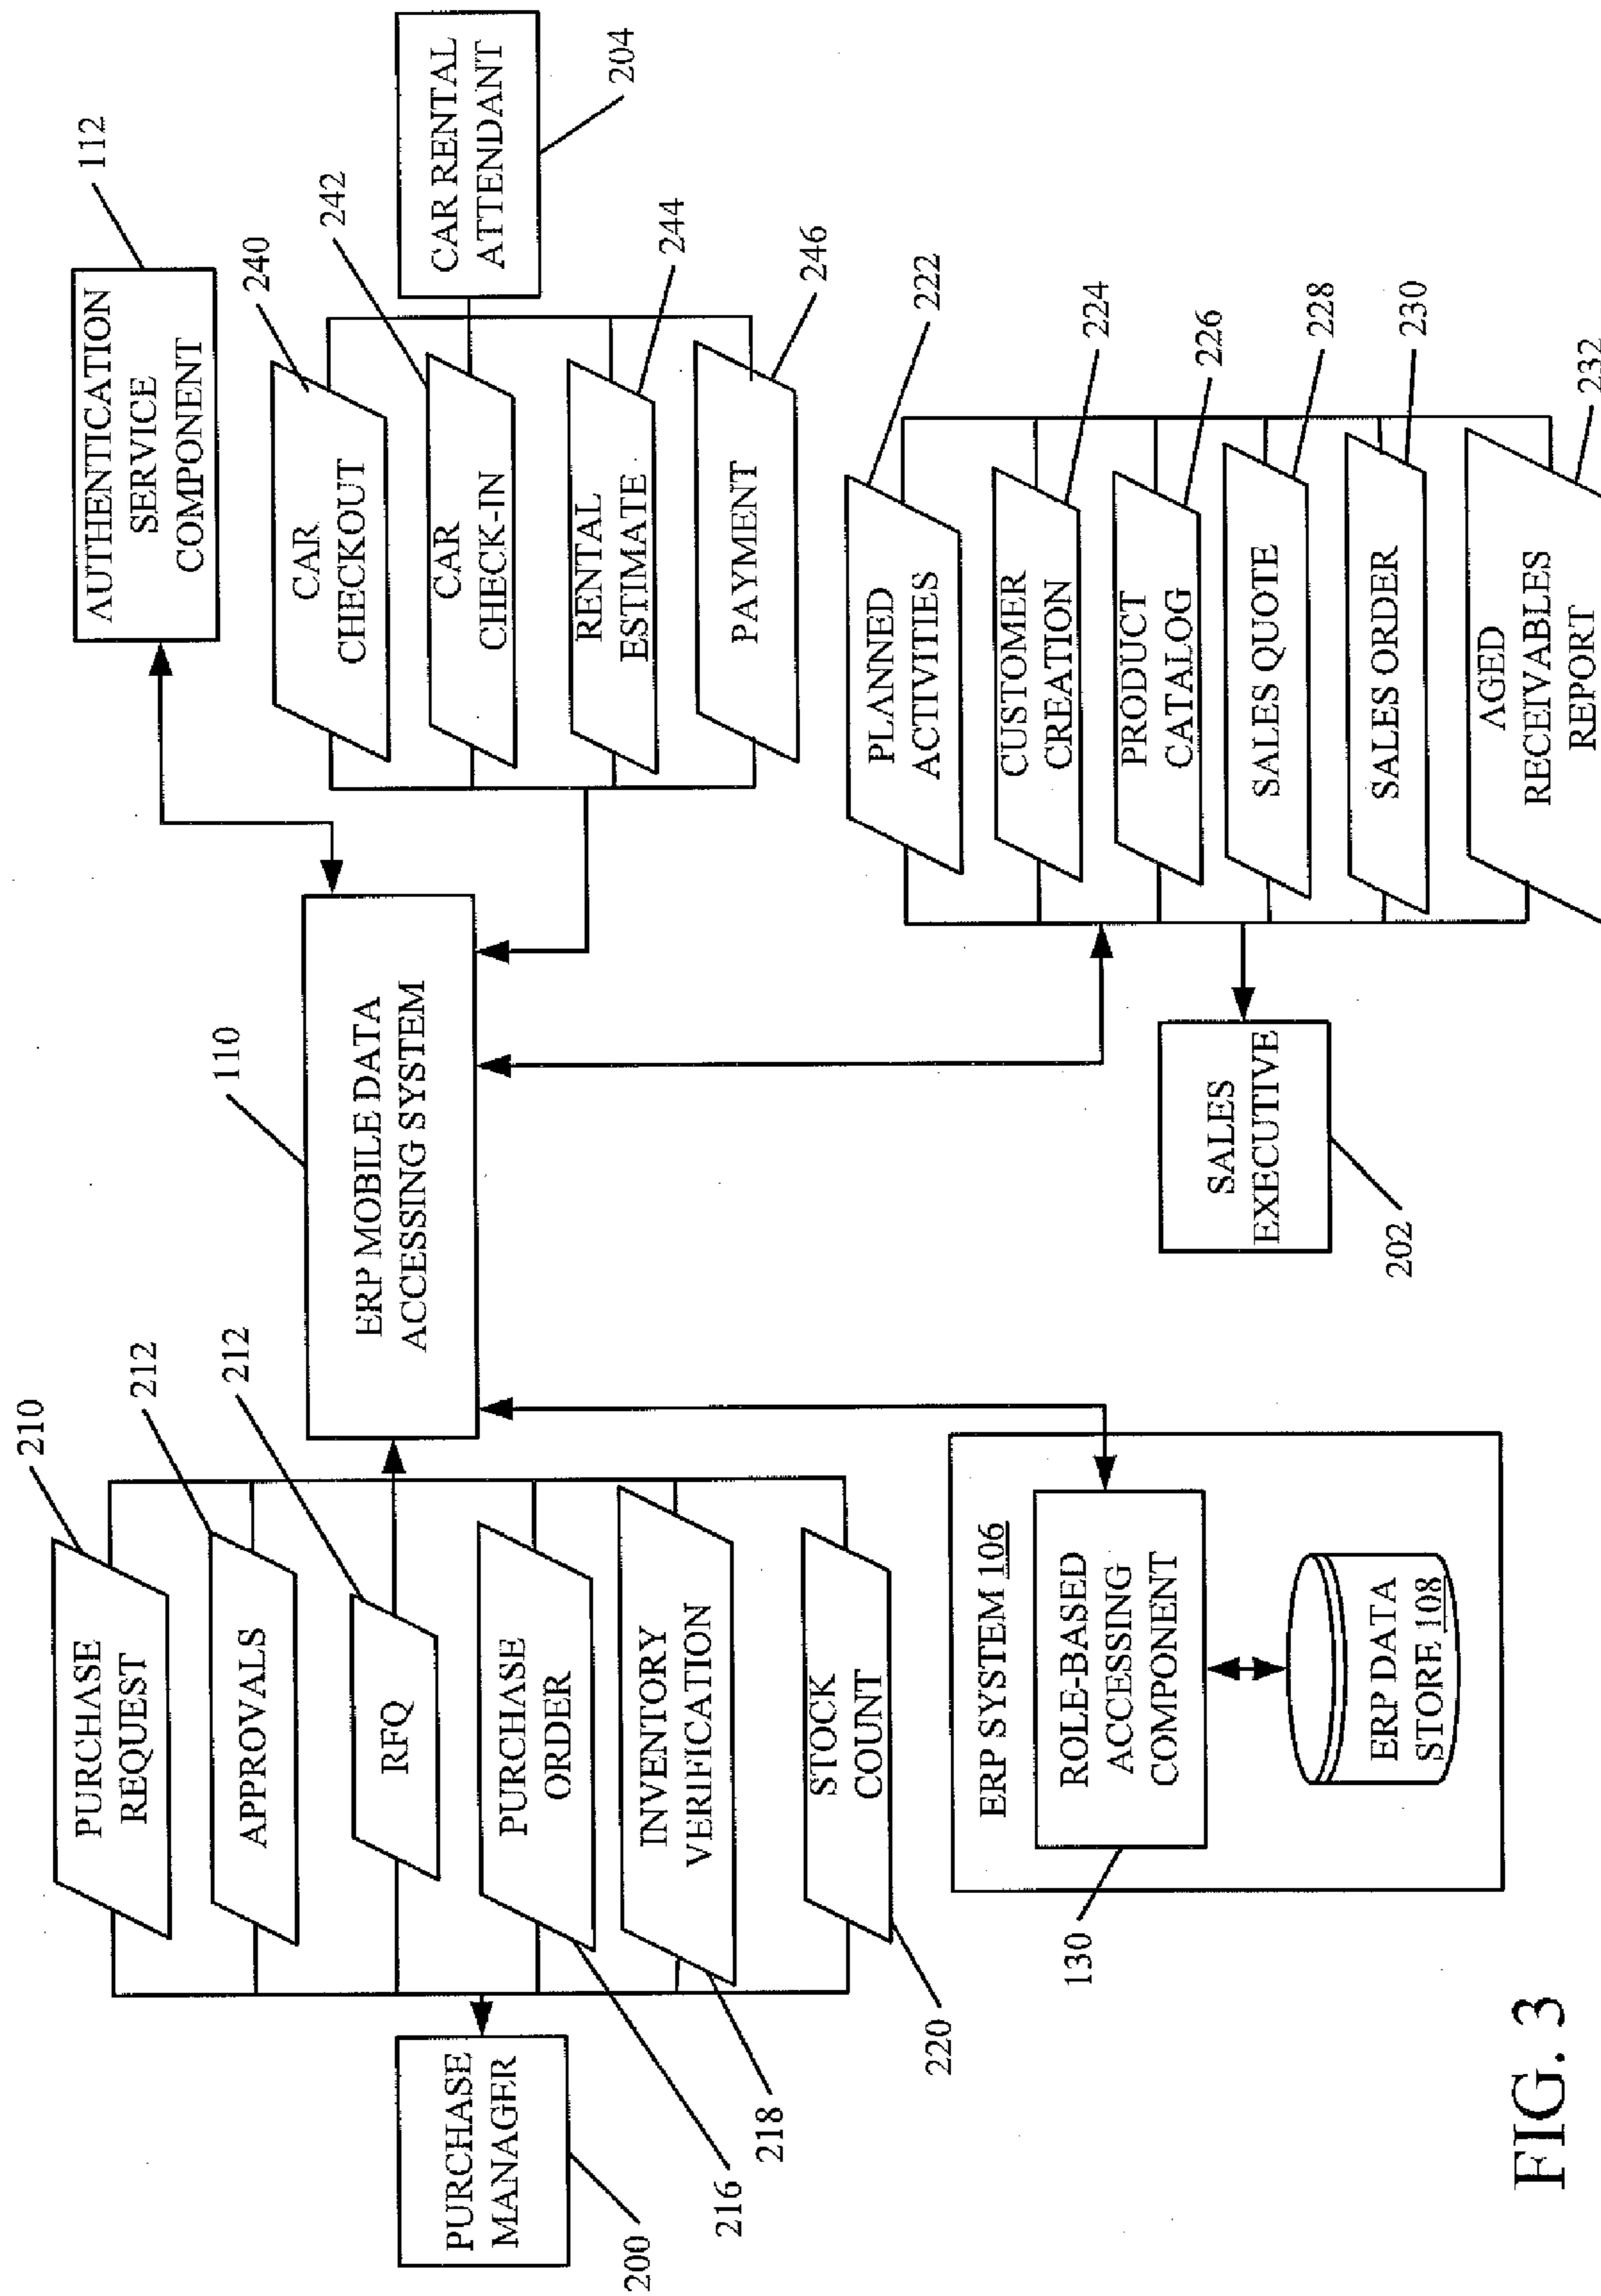 210
PURCHASE
REQUEST
212
APPROVALS
212
RFQ
PURCHASE
ORDER
216
INVENTORY
VERIFICATION
218
STOCK
COUNT
220
PURCHASE
MANAGER
200
110
ERP MOBILE DATA
ACCESSING SYSTEM
AUTHENTICATION
SERVICE
COMPONENT
112
240
CAR
CHECKOUT
242
CAR
CHECK-IN
RENTAL
ESTIMATE
244
PAYMENT
246
CAR RENTAL
ATTENDANT
204
PLANNED
ACTIVITIES
222
CUSTOMER
CREATION
224
PRODUCT
CATALOG
226
SALES QUOTE
228
SALES ORDER
230
AGED
RECEIVABLES
REPORT
232
SALES
EXECUTIVE
202
ERP SYSTEM 106
ROLE-BASED
ACCESSING
COMPONENT
130
ERP DATA
STORE 108
FIG. 3